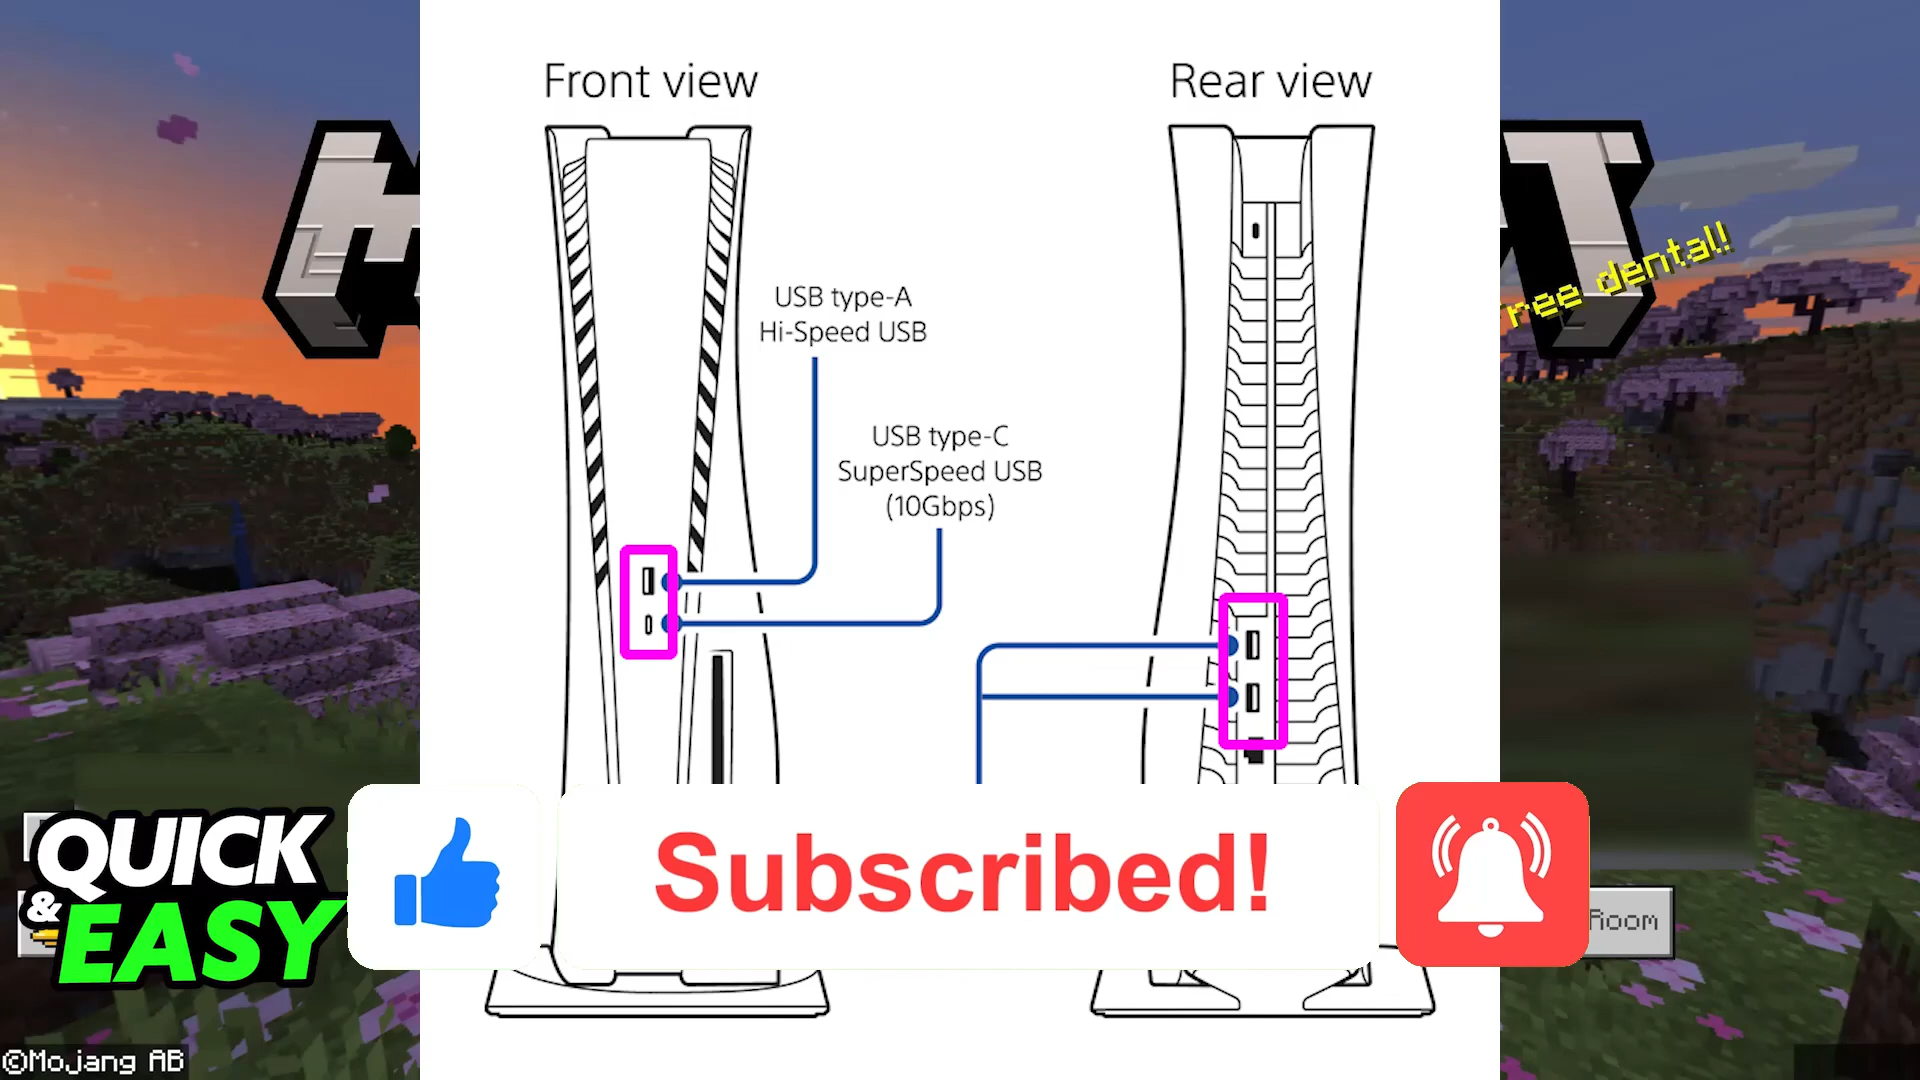 Front view
Rear view
ree dental!
USB type-A
Hi-Speed USB
USB type-C
SuperSpeed USB
(10Gbps)
QUICK
&
EASY
Subscribed!
Room
©Mojang AB